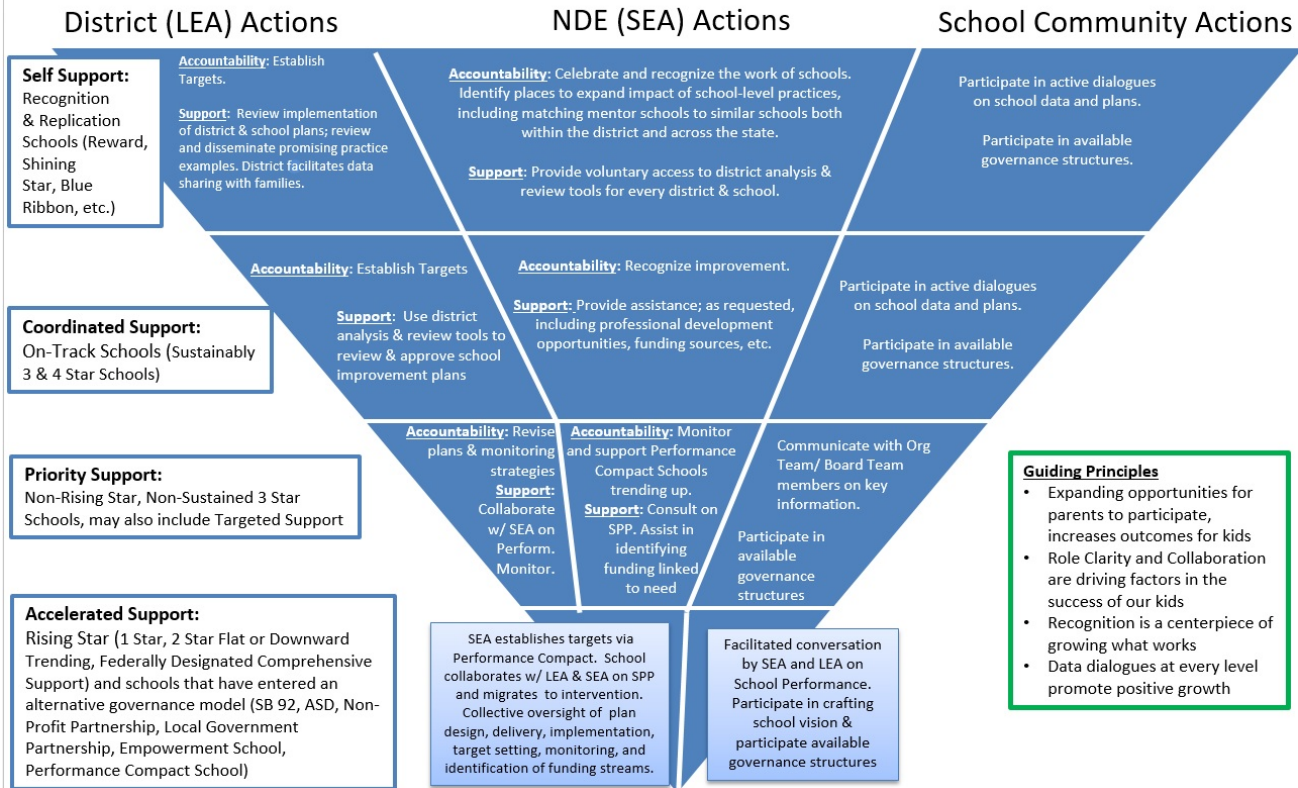 District (LEA) Actions
NDE (SEA) Actions
School Community Actions
Self Support:
Recognition
& Replication
Schools (Reward,
Shining
Star, Blue
Ribbon, etc.)
Accountability: Establish
Targets.
Support: Review implementation
of district & school plans; review
and disseminate promising practice
examples. District facilitates data
sharing with families.
Accountability: Celebrate and recognize the work of schools.
Identify places to expand impact of school-level practices,
including matching mentor schools to similar schools both
within the district and across the state.
Support: Provide voluntary access to district analysis &
review tools for every district & school.
Participate in active dialogues
on school data and plans.
Participate in available
governance structures.
Coordinated Support:
On-Track Schools (Sustainably
3 & 4 Star Schools)
Accountability: Establish Targets
Support: Use district
analysis & review tools to
review & approve school
improvement plans
Accountability: Recognize improvement.
Support: Provide assistance; as requested,
including professional development
opportunities, funding sources, etc.
Participate in active dialogues
on school data and plans.
Participate in available
governance structures.
Priority Support:
Non-Rising Star, Non-Sustained 3 Star
Schools, may also include Targeted Support
Accountability: Revise
plans & monitoring
strategies
Support:
Collaborate
w/ SEA on
Perform.
Monitor.
Accountability: Monitor
and support Performance
Compact Schools
trending up.
Support: Consult on
SPP. Assist in
identifying
funding linked
to need
Communicate with Org
Team/ Board Team
members on key
information.
Participate in
available
governance
structures
Accelerated Support:
Rising Star (1 Star, 2 Star Flat or Downward
Trending, Federally Designated Comprehensive
Support) and schools that have entered an
alternative governance model (SB 92, ASD, Non-
Profit Partnership, Local Government
Partnership, Empowerment School,
Performance Compact School)
SEA establishes targets via
Performance Compact. School
collaborates w/ LEA & SEA on SPP
and migrates to intervention.
Collective oversight of plan
design, delivery, implementation,
target setting, monitoring, and
identification of funding streams.
Facilitated conversation
by SEA and LEA on
School Performance.
Participate in crafting
school vision &
participate available
governance structures
Guiding Principles
• Expanding opportunities for
parents to participate,
increases outcomes for kids
• Role Clarity and Collaboration
are driving factors in the
success of our kids
• Recognition is a centerpiece of
growing what works
• Data dialogues at every level
promote positive growth